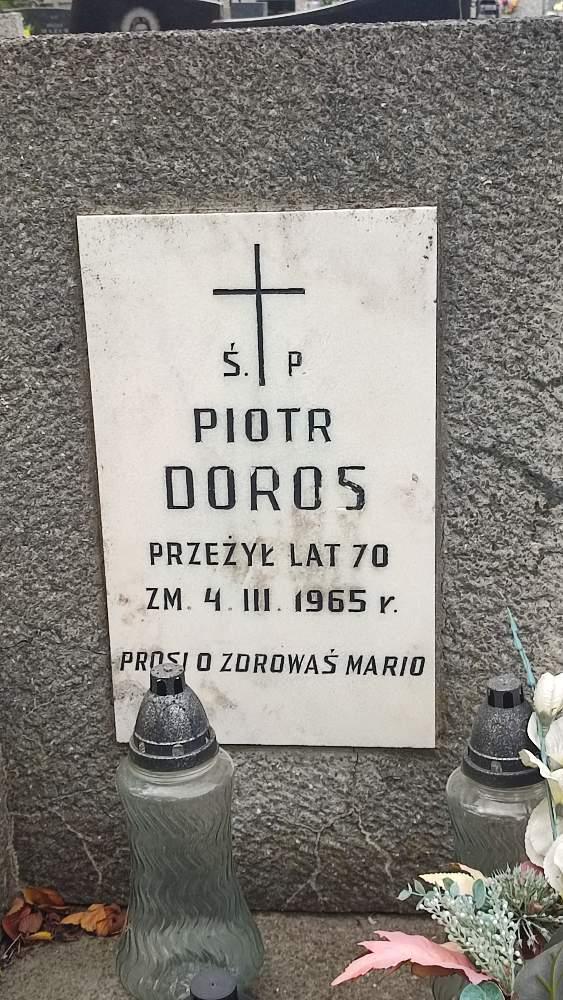 Ś. P.
PIOTR
DOROS
PRZEŻYŁ LAT 70
ZM. 4. III. 1965 r.
PROSI O ZDROWAŚ MARIO